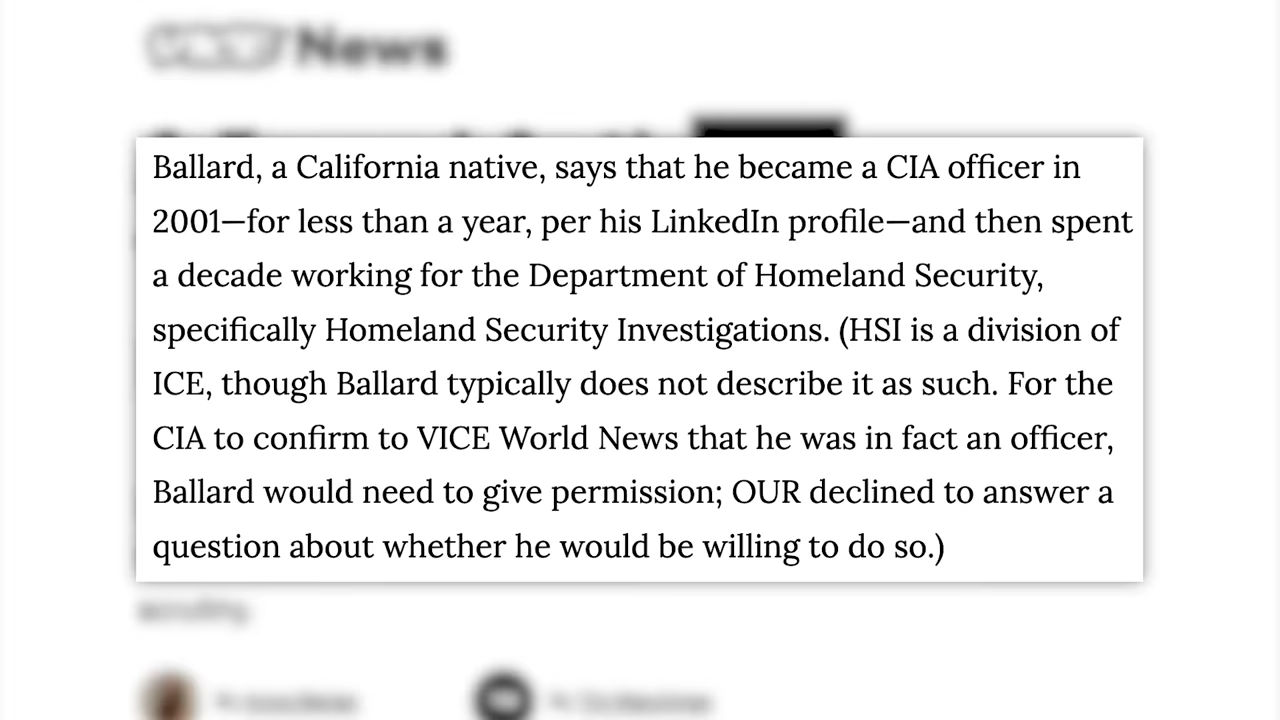 News
Ballard, a California native, says that he became a CIA officer in
2001—for less than a year, per his LinkedIn profile—and then spent
a decade working for the Department of Homeland Security,
specifically Homeland Security Investigations. (HSI is a division of
ICE, though Ballard typically does not describe it as such. For the
CIA to confirm to VICE World News that he was in fact an officer,
Ballard would need to give permission; OUR declined to answer a
question about whether he would be willing to do so.)
scrutiny.